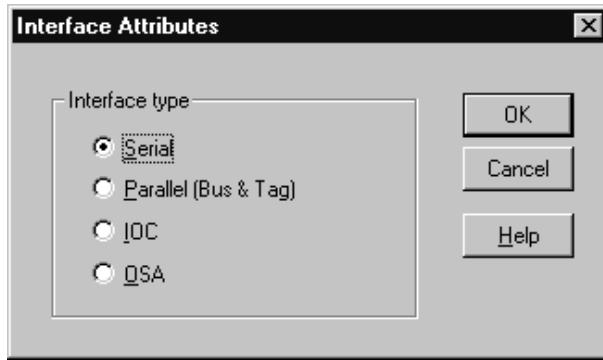 Interface Attributes
Interface type
Serial
Parallel (Bus & Tag)
IOC
OSA
OK
Cancel
Help